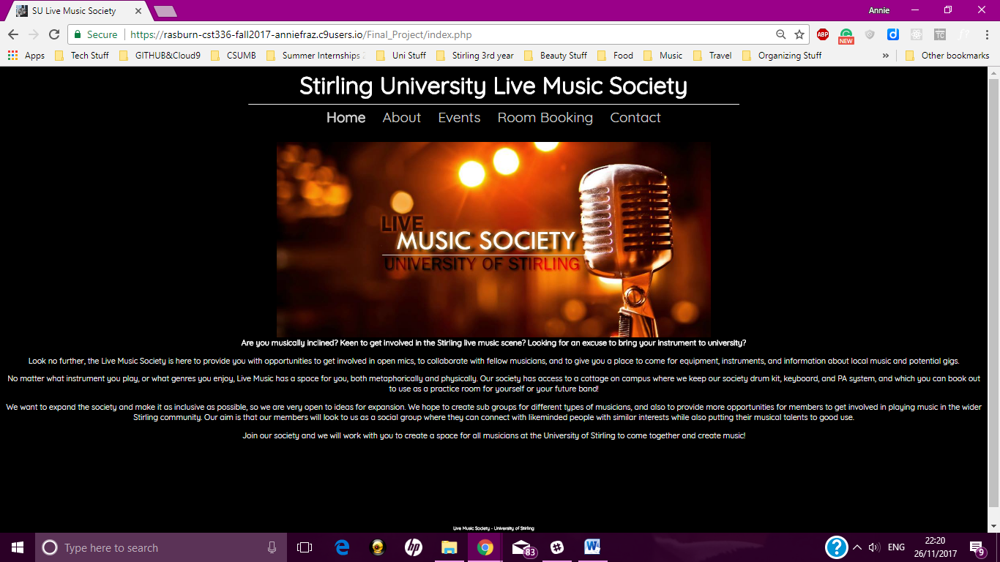 SU Live Music Society
Annie
Secure
https://rasburn-cst336-fall2017-anniefraz.c9users.io/Final_Project/index.php
ABP
NEW
TC
f?
Apps
Tech Stuff
GITHUB&Cloud9
CSUMB
Summer Internships
Uni Stuff
Stirling 3rd year
Beauty Stuff
Food
Music
Travel
Organizing Stuff
»
Other bookmarks
Stirling University Live Music Society
Home About Events Room Booking Contact
LIVE
MUSIC SOCIETY
UNIVERSITY OF STIRLING
Are you musically inclined? Keen to get involved in the Stirling live music scene? Looking for an excuse to bring your instrument to university?
Look no further, the Live Music Society is here to provide you with opportunities to get involved in open mics, to collaborate with fellow musicians, and to give you a place to come for equipment, instruments, and information about local music and potential gigs.
No matter what instrument you play, or what genres you enjoy, Live Music has a space for you, both metaphorically and physically. Our society has access to a cottage on campus where we keep our society drum kit, keyboard, and PA system, and which you can book out
to use as a practice room for yourself or your future band!
We want to expand the society and make it as inclusive as possible, so we are very open to ideas for expansion. We hope to create sub groups for different types of musicians, and also to provide more opportunities for members to get involved in playing music in the wider
Stirling community. Our aim is that our members will look to us as a social group where they can connect with likeminded people with similar interests while also putting their musical talents to good use.
Join our society and we will work with you to create a space for all musicians at the University of Stirling to come together and create music!
Live Music Society - University of Stirling
Type here to search
hp
83
W
?
ENG
22:20
26/11/2017
9